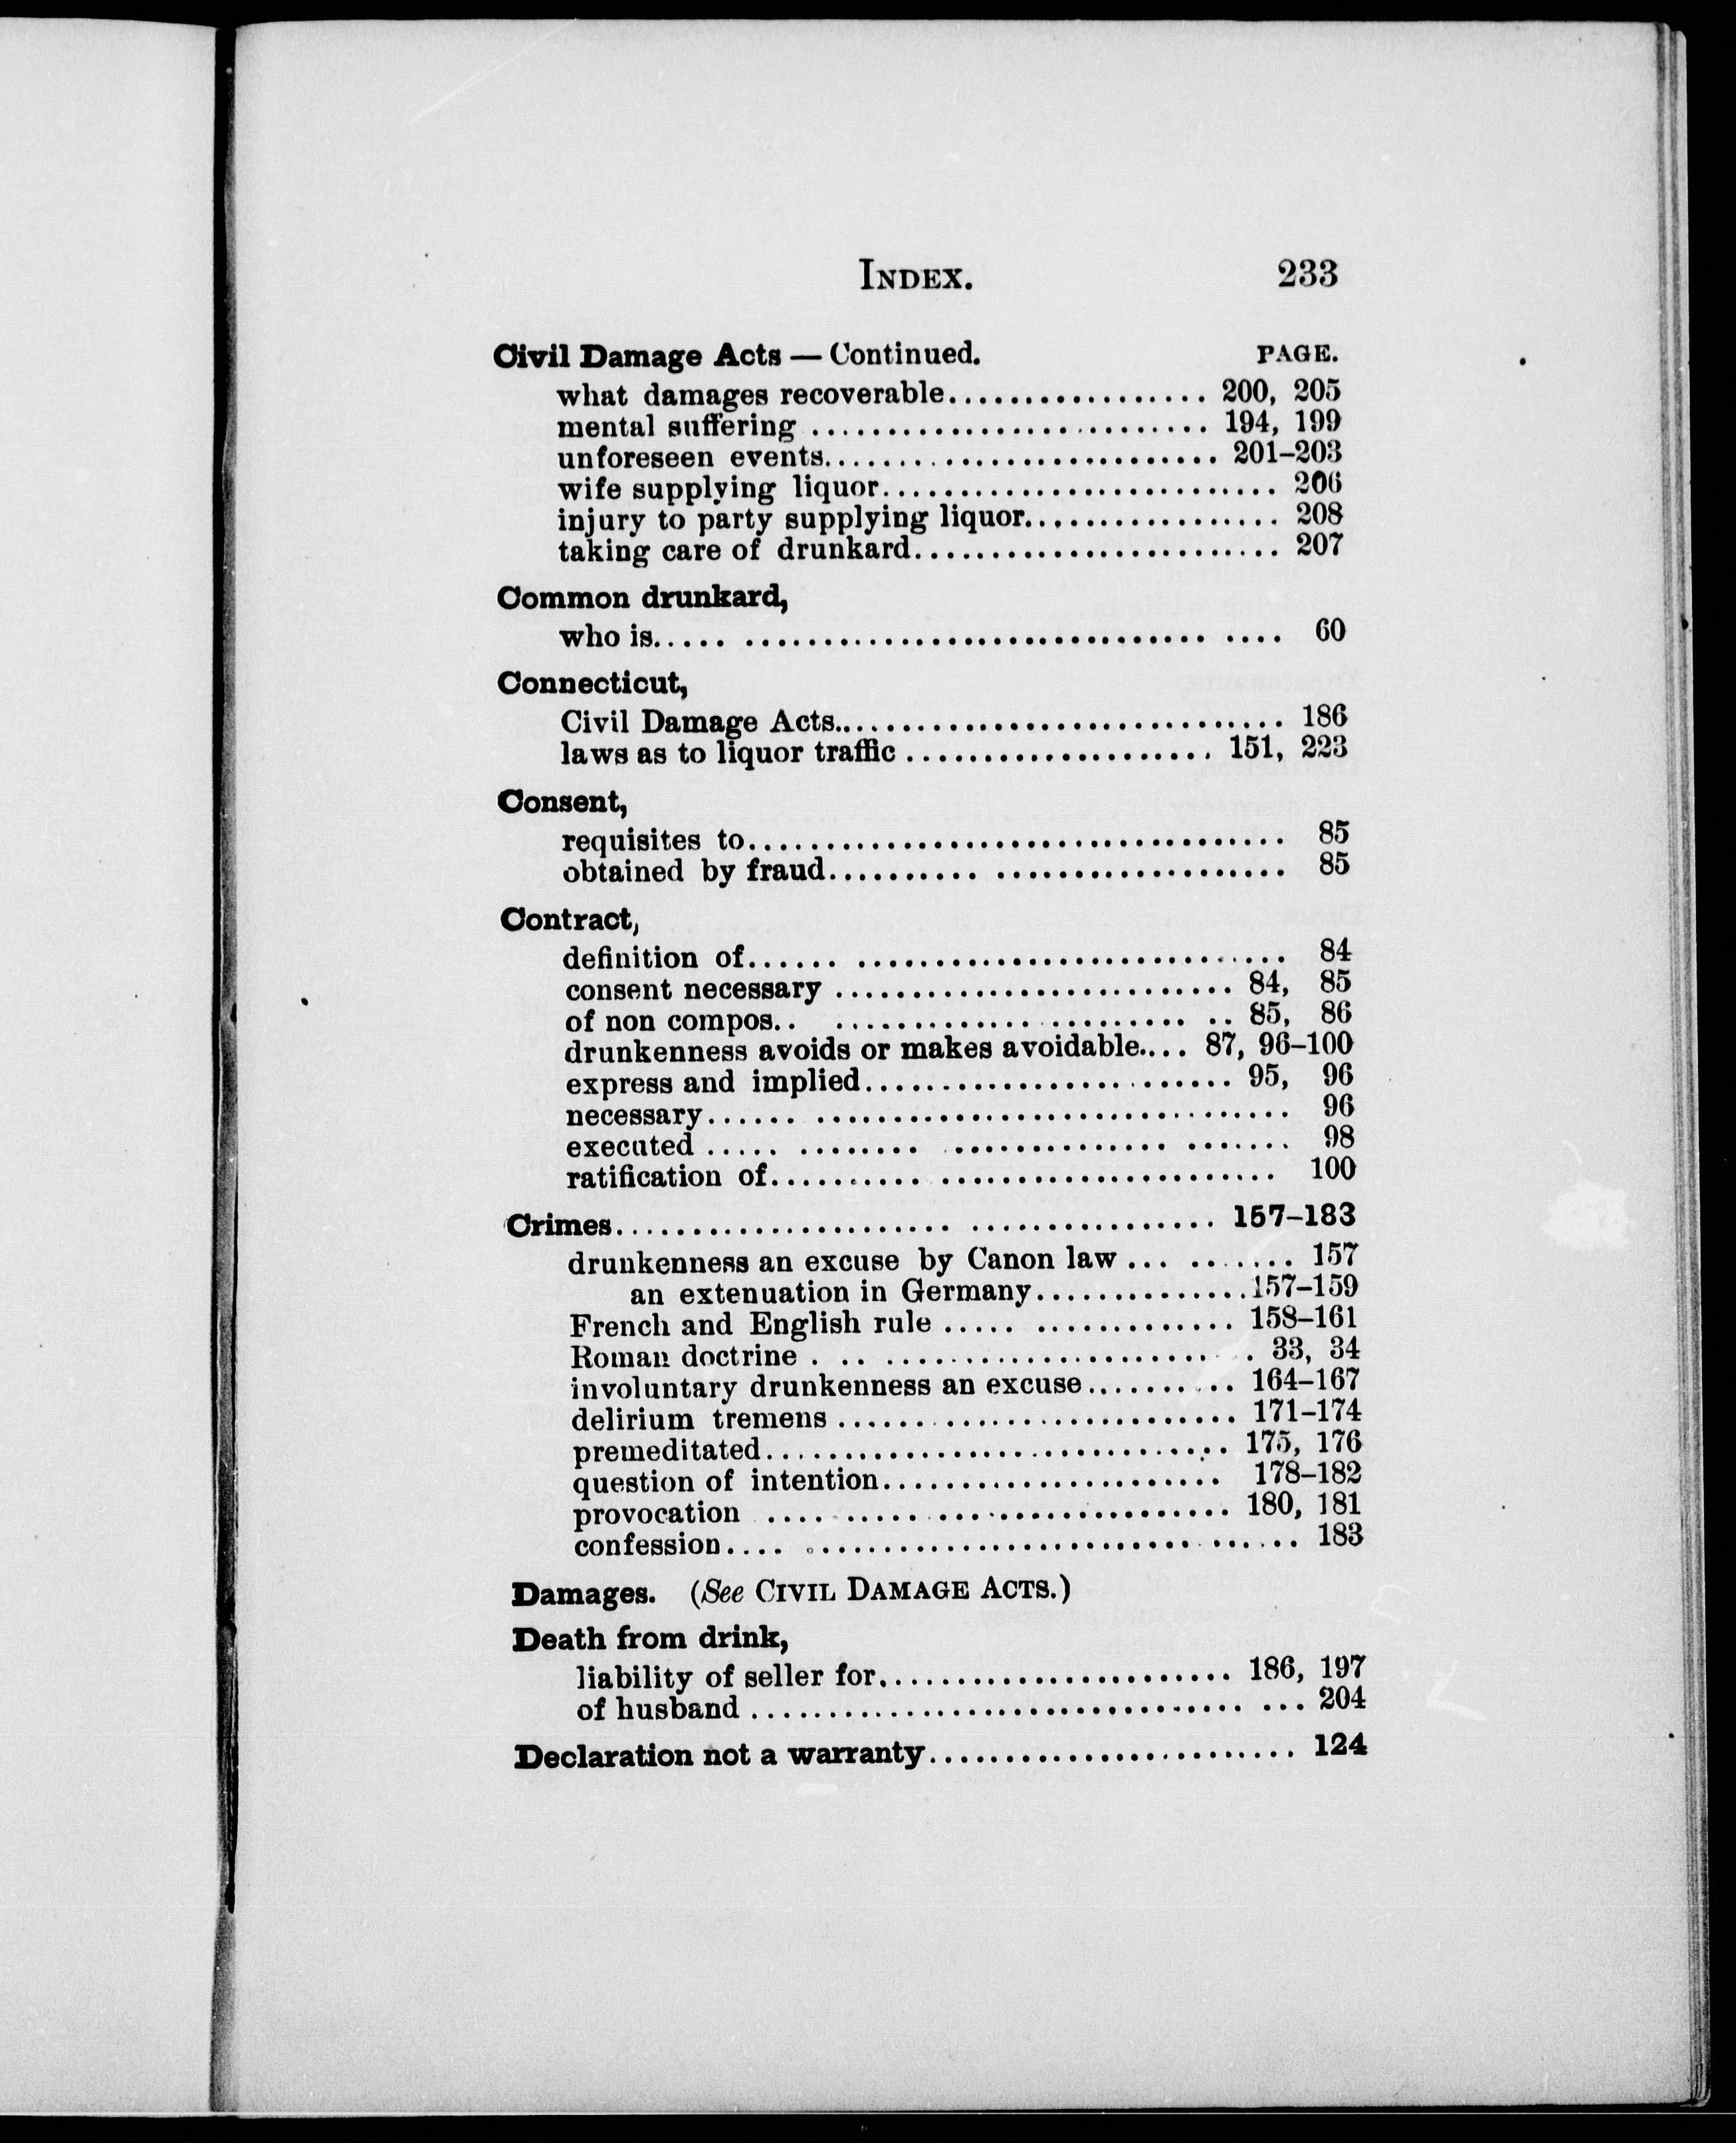 INDEX. 233
Civil Damage Acts — Continued. PAGE.
what damages recoverable................. 200, 205
mental suffering .......................... 194, 199
unforeseen events.......................... 201–203
wife supplying liquor.......................... 206
injury to party supplying liquor................. 208
taking care of drunkard........................ 207
Common drunkard,
who is..... .............................. .... 60
Connecticut,
Civil Damage Acts.............................. 186
laws as to liquor traffic .................... 151, 223
Consent,
requisites to................................... 85
obtained by fraud.......... ................... 85
Contract,
definition of...... ............................ 84
consent necessary .......................... 84, 85
of non compos.. ....................... .. 85, 86
drunkenness avoids or makes avoidable.... 87, 96–100
express and implied........................ 95, 96
necessary...... ............................... 96
executed ..... ........ .............. ....... 98
ratification of.......... ...................... 100
Crimes...................... ................ 157–183
drunkenness an excuse by Canon law ... ....... 157
an extenuation in Germany..............157–159
French and English rule ..... ............. 158–161
Roman doctrine . .. ...................... . 33, 34
involuntary drunkenness an excuse.......... 164–167
delirium tremens .......................... 171–174
premeditated.............................. 175, 176
question of intention...................... 178–182
provocation .... ..... ................... 180, 181
confession.... ......................... ...... 183
Damages. (See CIVIL DAMAGE ACTS.)
Death from drink,
liability of seller for....................... 186, 197
of husband ................................ ... 204
Declaration not a warranty........................ 124